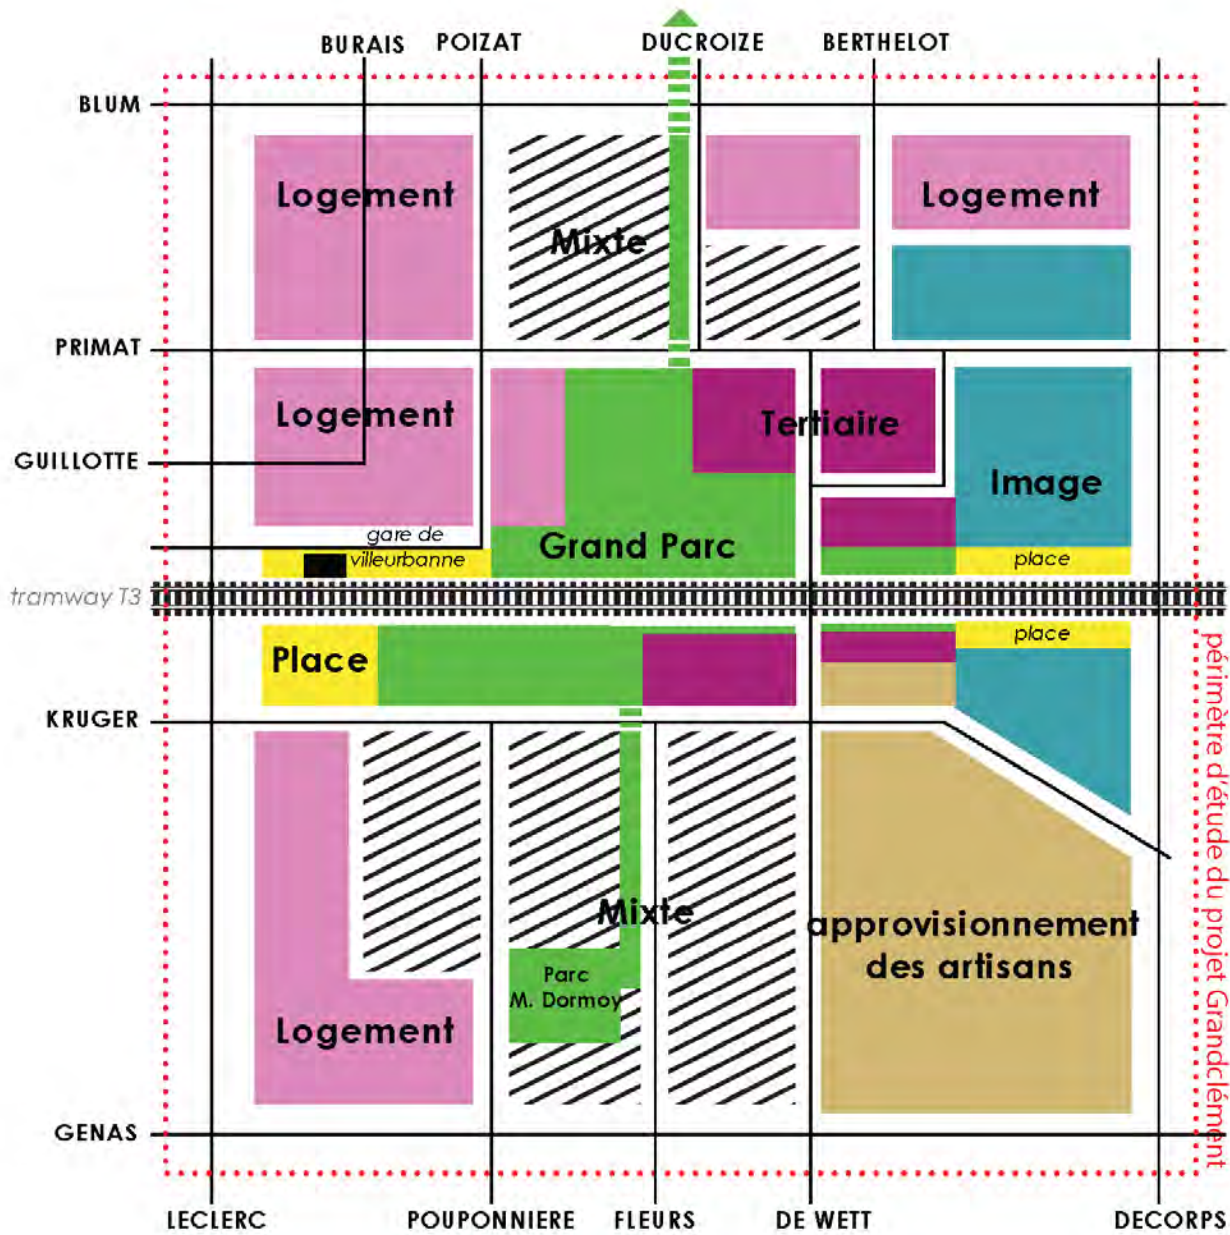 BURAIS POIZAT DUCROIZE BERTHELOT
BLUM
Logement
Logement
Mixte
PRIMAT
Logement
Tertiaire
GUILLOTTE
Image
gare de
villeurbanne
Grand Parc
place
tramway T3
place
Place
KRUGER
périmètre d'étude du projet Grandclément
Mixte
approvisionnement
des artisans
Parc
M. Dormoy
Logement
GENAS
LECLERC POUPONNIERE FLEURS DE WETT DECORPS